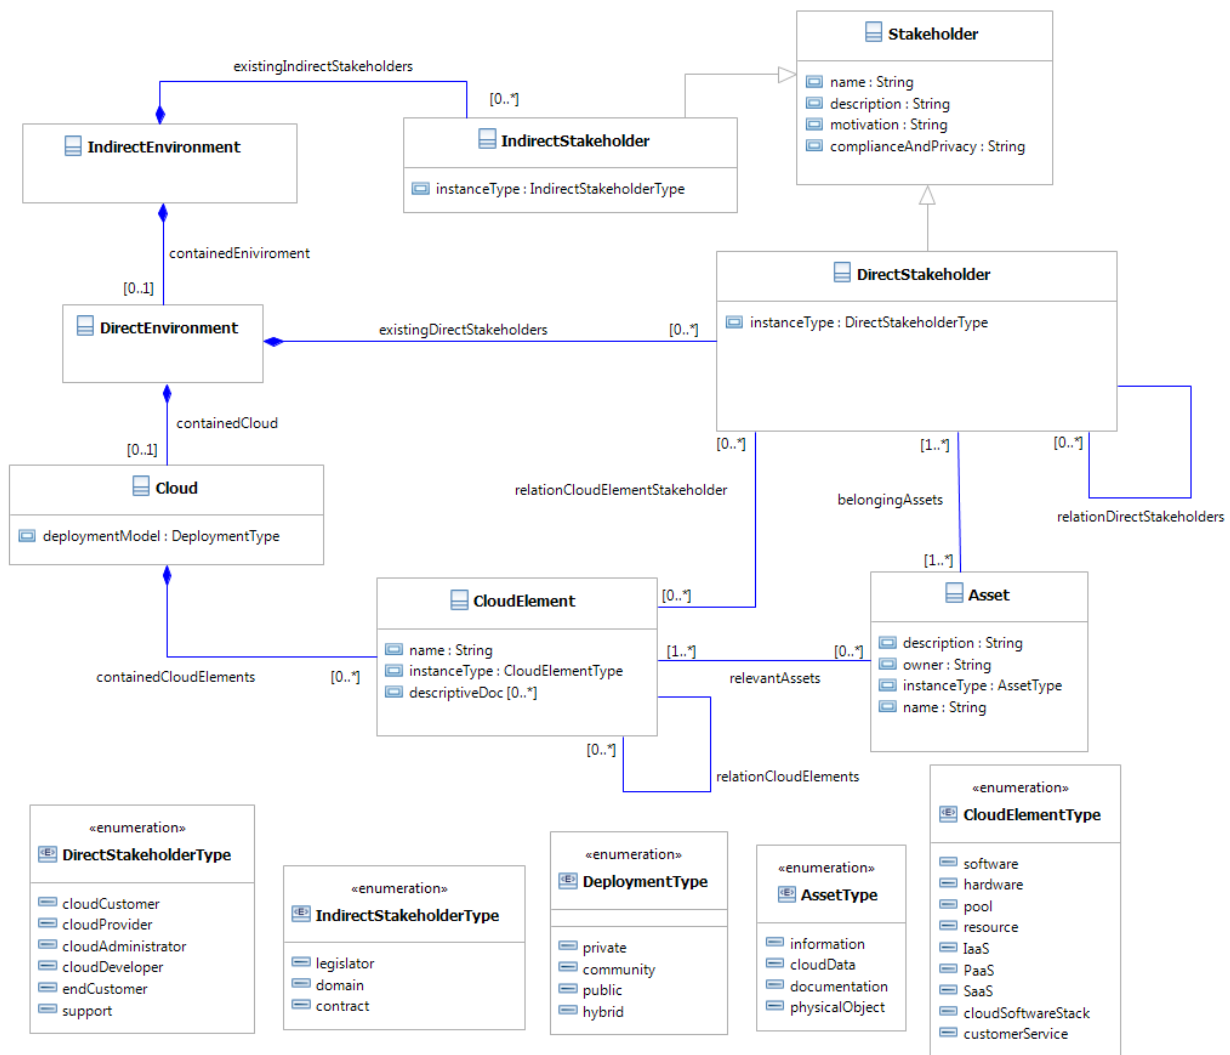 Stakeholder
name : String
description : String
motivation : String
complianceAndPrivacy : String
existingIndirectStakeholders
[0..*]
IndirectEnvironment
IndirectStakeholder
instanceType : IndirectStakeholderType
containedEniviroment
[0..1]
DirectEnvironment
existingDirectStakeholders
[0..*]
DirectStakeholder
instanceType : DirectStakeholderType
containedCloud
[0..1]
Cloud
deploymentModel : DeploymentType
[0..*]
[1..*]
[0..*]
relationCloudElementStakeholder
belongingAssets
relationDirectStakeholders
[1..*]
CloudElement
name : String
instanceType : CloudElementType
descriptiveDoc [0..*]
[0..*]
[1..*]
[0..*]
relevantAssets
Asset
description : String
owner : String
instanceType : AssetType
name : String
containedCloudElements
[0..*]
[0..*]
relationCloudElements
«enumeration»
DirectStakeholderType
cloudCustomer
cloudProvider
cloudAdministrator
cloudDeveloper
endCustomer
support
«enumeration»
IndirectStakeholderType
legislator
domain
contract
«enumeration»
DeploymentType
private
community
public
hybrid
«enumeration»
AssetType
information
cloudData
documentation
physicalObject
«enumeration»
CloudElementType
software
hardware
pool
resource
IaaS
PaaS
SaaS
cloudSoftwareStack
customerService